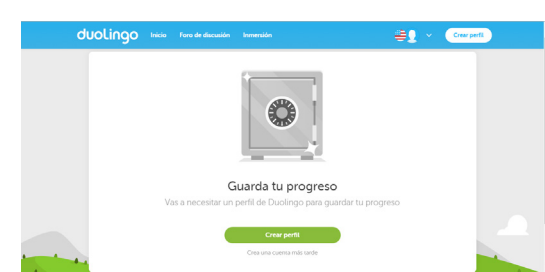 duolingo Inicio Foro de discusión Inmersión Crear perfil
Guarda tu progreso
Vas a necesitar un perfil de Duolingo para guardar tu progreso
Crear perfil
Crea una cuenta más tarde